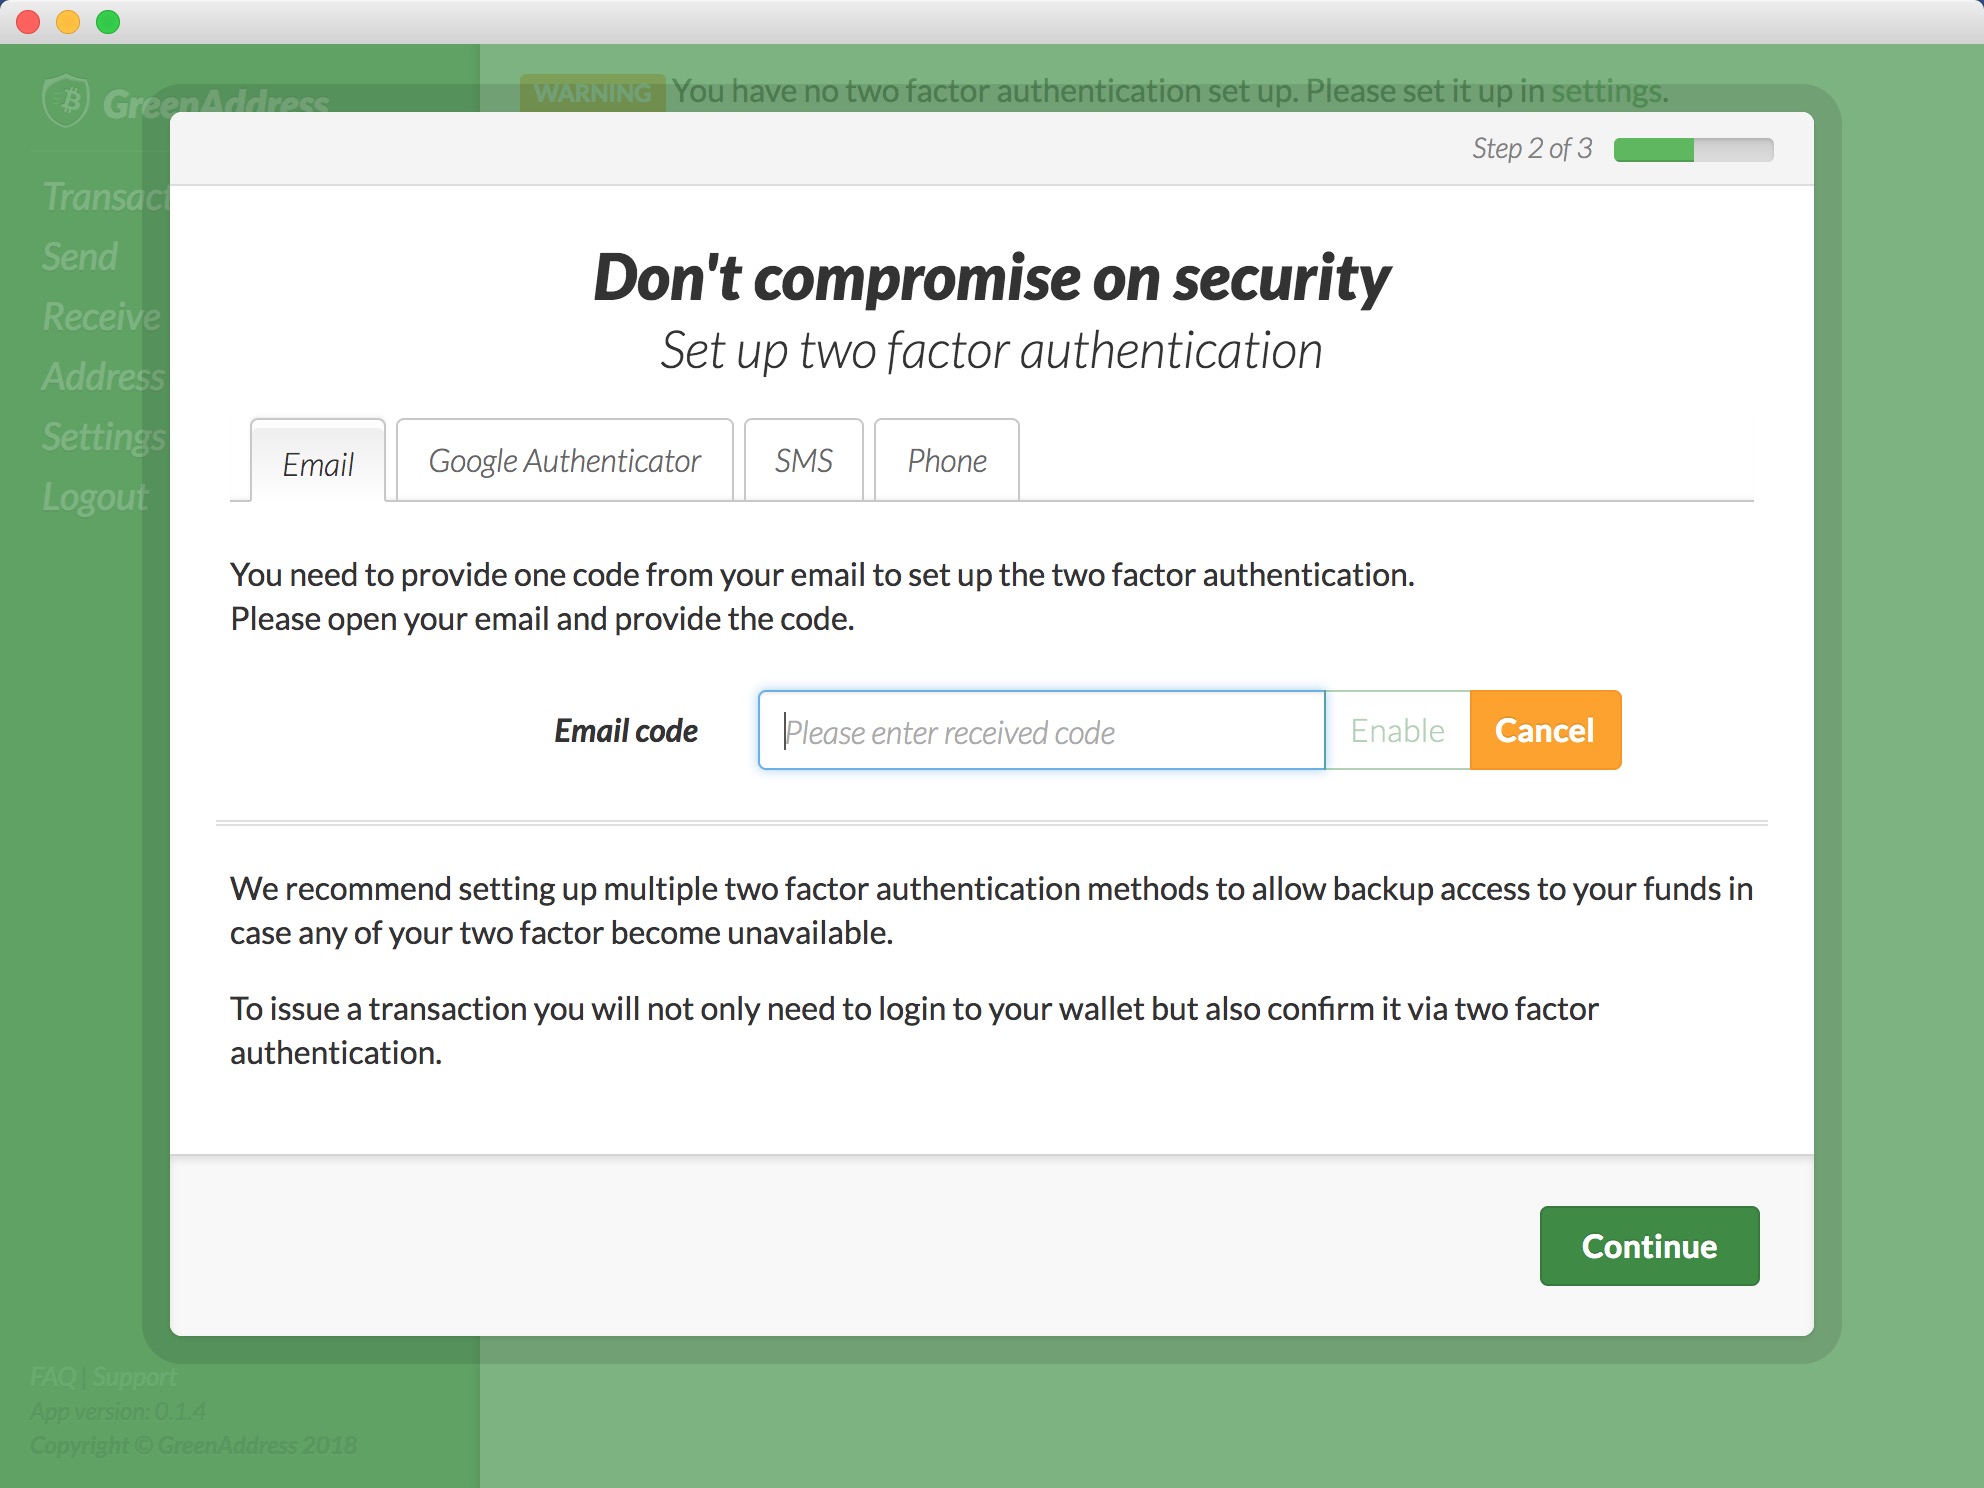 GreenAddress
WARNING You have no two factor authentication set up. Please set it up in settings.
Step 2 of 3
Send
Receive
Address
Settings
Logout
Don't compromise on security
Set up two factor authentication
Email
Google Authenticator
SMS
Phone
You need to provide one code from your email to set up the two factor authentication.
Please open your email and provide the code.
Email code
Please enter received code
Enable
Cancel
We recommend setting up multiple two factor authentication methods to allow backup access to your funds in
case any of your two factor become unavailable.
To issue a transaction you will not only need to login to your wallet but also confirm it via two factor
authentication.
Continue
FAQ | Support
App version: 0.1.4
Copyright © GreenAddress 2018